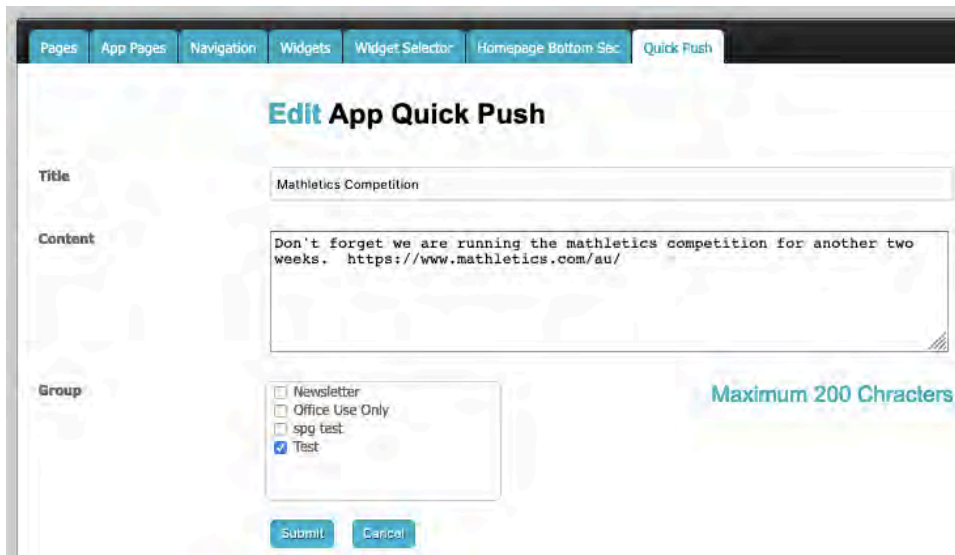 Pages App Pages Navigation Widgets Widget Selector Homepage Bottom Sec Quick Push
Edit App Quick Push
Title
Mathletics Competition
Content
Don't forget we are running the mathletics competition for another two
weeks.  https://www.mathletics.com/au/
Group
Newsletter
Maximum 200 Chracters
Office Use Only
spg test
Test
Submit Cancel